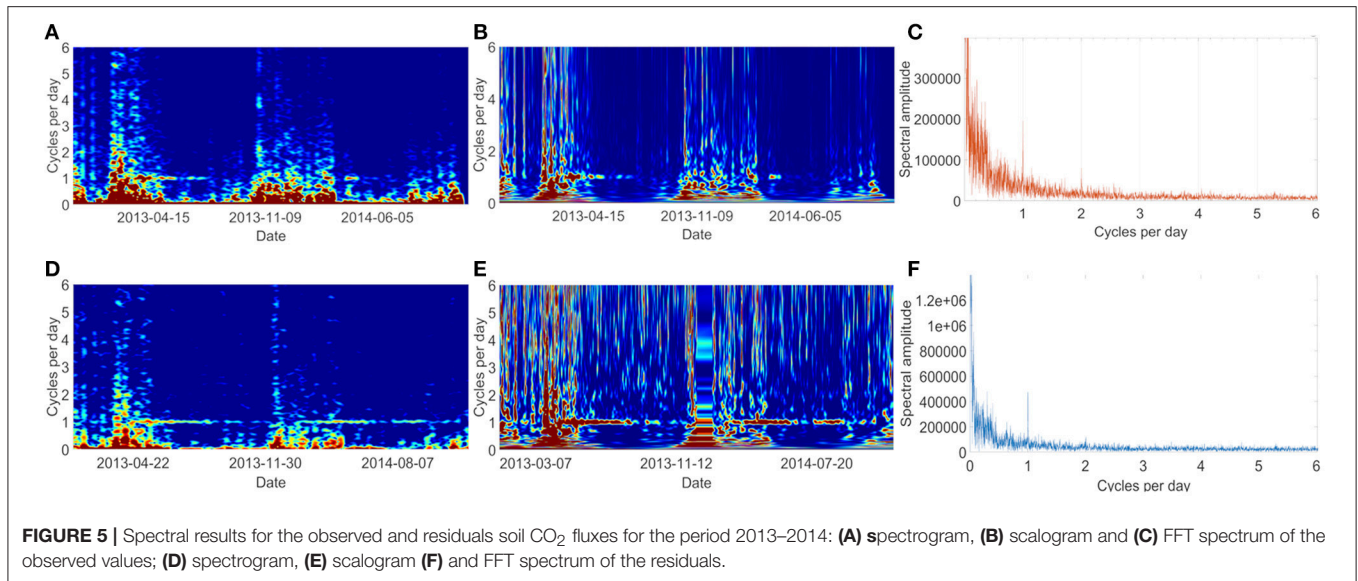 A
Cycles per day
6
5
4
3
2
1
0
2013-04-15 2013-11-09 2014-06-05
Date
B
Cycles per day
6
5
4
3
2
1
0
2013-04-15 2013-11-09 2014-06-05
Date
C
Spectral amplitude
300000
200000
100000
0
1 2 3 4 5 6
Cycles per day
D
Cycles per day
6
5
4
3
2
1
0
2013-04-22 2013-11-30 2014-08-07
Date
E
Cycles per day
6
5
4
3
2
1
0
2013-03-07 2013-11-12 2014-07-20
Date
F
Spectral amplitude
1.2e+06
1e+06
800000
600000
400000
200000
0
0 1 2 3 4 5 6
Cycles per day
FIGURE 5 | Spectral results for the observed and residuals soil CO₂ fluxes for the period 2013–2014: (A) spectrogram, (B) scalogram and (C) FFT spectrum of the
observed values; (D) spectrogram, (E) scalogram (F) and FFT spectrum of the residuals.